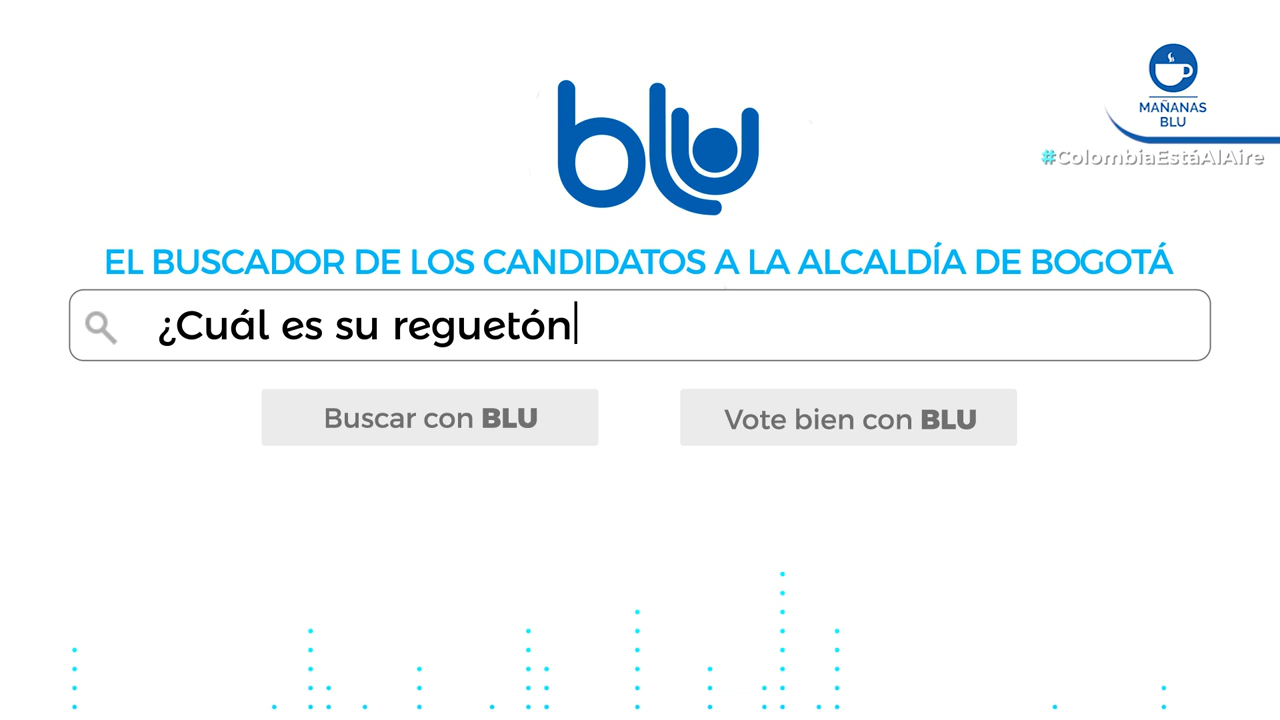 blu
MAÑANAS
BLU
#ColombiaEstáAlAire
EL BUSCADOR DE LOS CANDIDATOS A LA ALCALDÍA DE BOGOTÁ
¿Cuál es su reguetón
Buscar con BLU
Vote bien con BLU